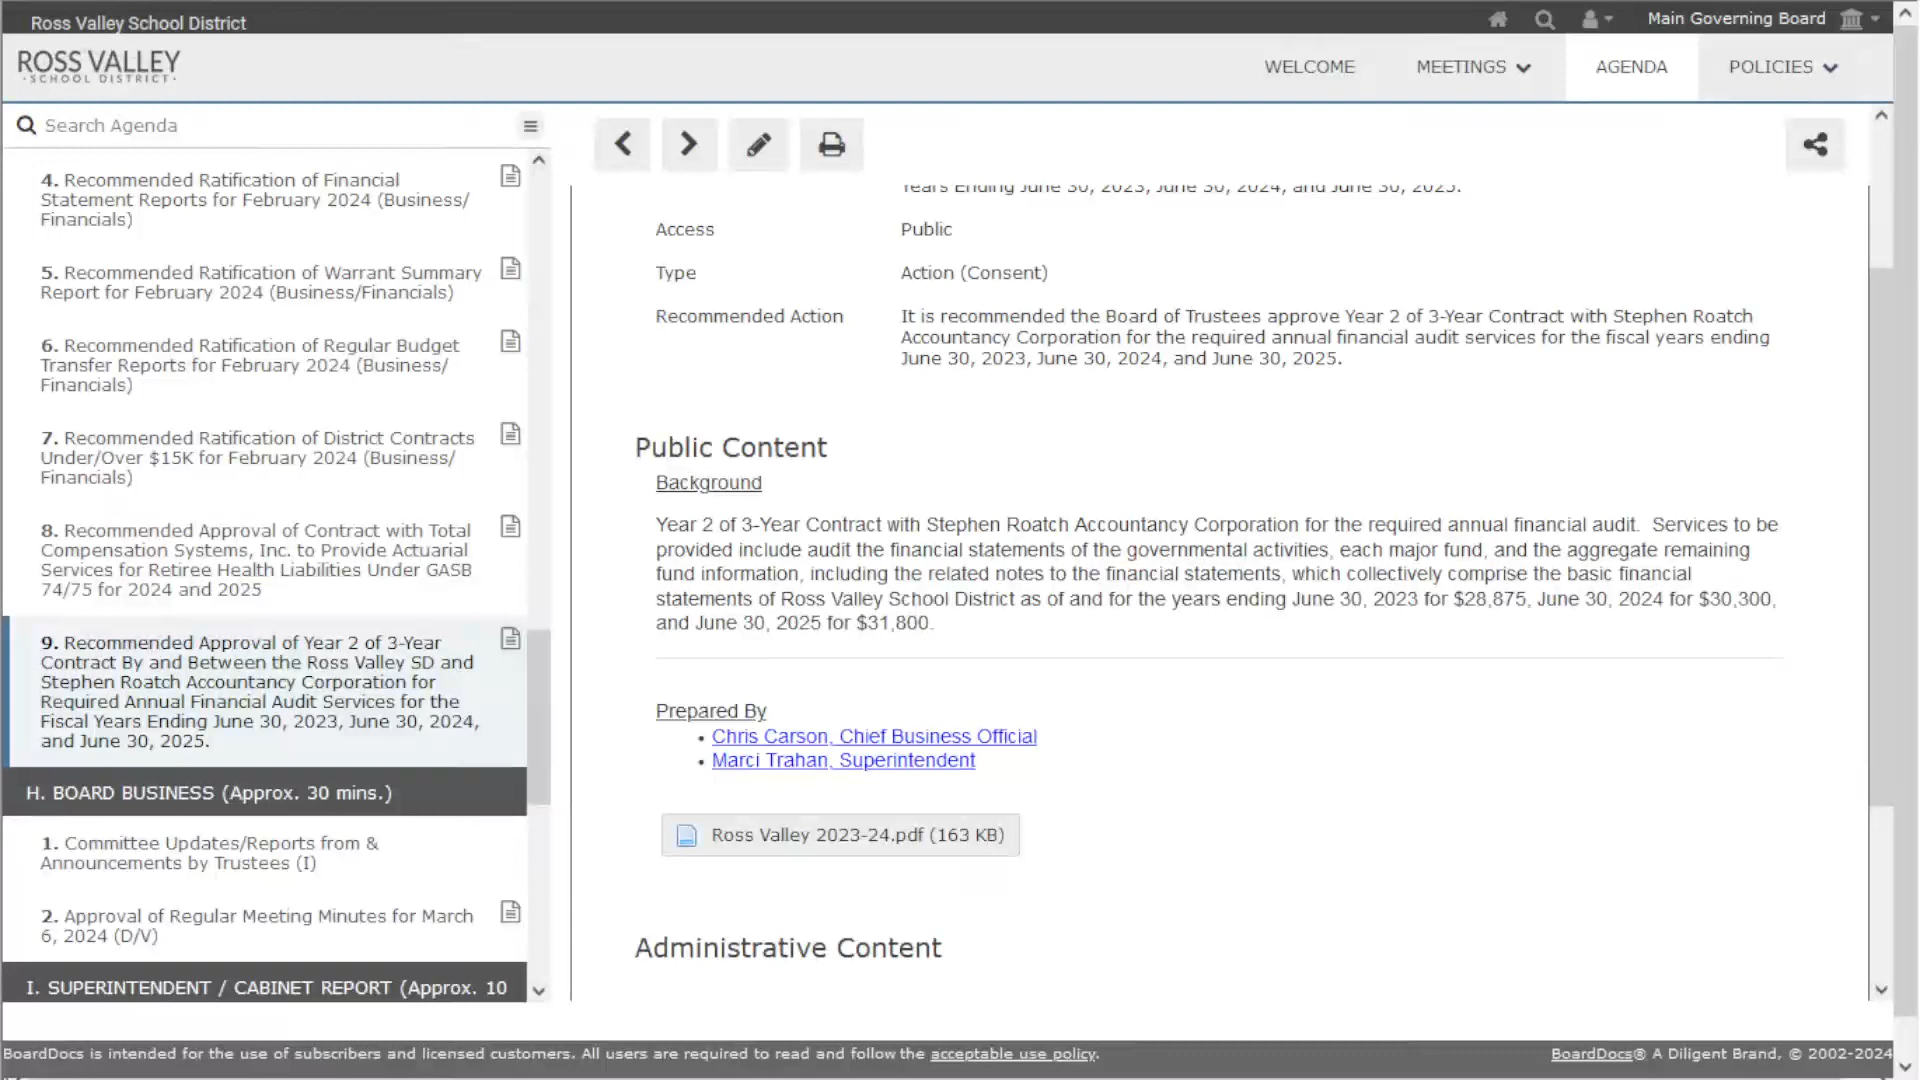 Ross Valley School District
Main Governing Board
ROSS VALLEY
·SCHOOL DISTRICT·
WELCOME
MEETINGS
AGENDA
POLICIES
Search Agenda
4. Recommended Ratification of Financial
Statement Reports for February 2024 (Business/
Financials)
5. Recommended Ratification of Warrant Summary
Report for February 2024 (Business/Financials)
6. Recommended Ratification of Regular Budget
Transfer Reports for February 2024 (Business/
Financials)
7. Recommended Ratification of District Contracts
Under/Over $15K for February 2024 (Business/
Financials)
8. Recommended Approval of Contract with Total
Compensation Systems, Inc. to Provide Actuarial
Services for Retiree Health Liabilities Under GASB
74/75 for 2024 and 2025
9. Recommended Approval of Year 2 of 3-Year
Contract By and Between the Ross Valley SD and
Stephen Roatch Accountancy Corporation for
Required Annual Financial Audit Services for the
Fiscal Years Ending June 30, 2023, June 30, 2024,
and June 30, 2025.
H. BOARD BUSINESS (Approx. 30 mins.)
1. Committee Updates/Reports from &
Announcements by Trustees (I)
2. Approval of Regular Meeting Minutes for March
6, 2024 (D/V)
I. SUPERINTENDENT / CABINET REPORT (Approx. 10
Years Ending June 30, 2023, June 30, 2024, and June 30, 2025.
Access
Public
Type
Action (Consent)
Recommended Action
It is recommended the Board of Trustees approve Year 2 of 3-Year Contract with Stephen Roatch
Accountancy Corporation for the required annual financial audit services for the fiscal years ending
June 30, 2023, June 30, 2024, and June 30, 2025.
Public Content
Background
Year 2 of 3-Year Contract with Stephen Roatch Accountancy Corporation for the required annual financial audit.  Services to be
provided include audit the financial statements of the governmental activities, each major fund, and the aggregate remaining
fund information, including the related notes to the financial statements, which collectively comprise the basic financial
statements of Ross Valley School District as of and for the years ending June 30, 2023 for $28,875, June 30, 2024 for $30,300,
and June 30, 2025 for $31,800.
Prepared By
• Chris Carson, Chief Business Official
• Marci Trahan, Superintendent
Ross Valley 2023-24.pdf (163 KB)
Administrative Content
BoardDocs is intended for the use of subscribers and licensed customers. All users are required to read and follow the acceptable use policy.
BoardDocs® A Diligent Brand, © 2002-2024